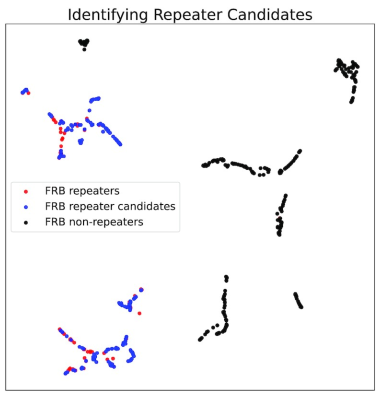 Identifying Repeater Candidates
FRB repeaters
FRB repeater candidates
FRB non-repeaters